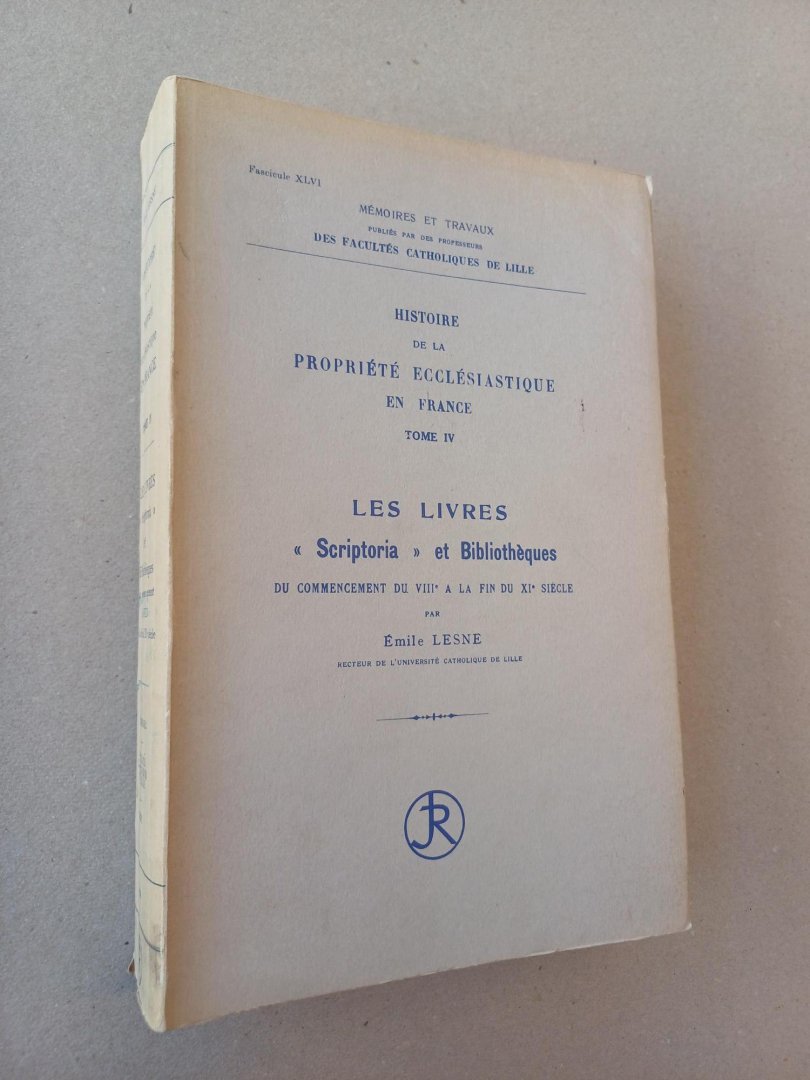 Fascicule XLVI
MÉMOIRES ET TRAVAUX
PUBLIÉS PAR DES PROFESSEURS
DES FACULTÉS CATHOLIQUES DE LILLE
HISTOIRE
DE LA
PROPRIÉTÉ ECCLÉSIASTIQUE
EN FRANCE
TOME IV
LES LIVRES
« Scriptoria » et Bibliothèques
DU COMMENCEMENT DU VIIIe A LA FIN DU XIe SIÈCLE
PAR
Émile LESNE
RECTEUR DE L'UNIVERSITÉ CATHOLIQUE DE LILLE
JR